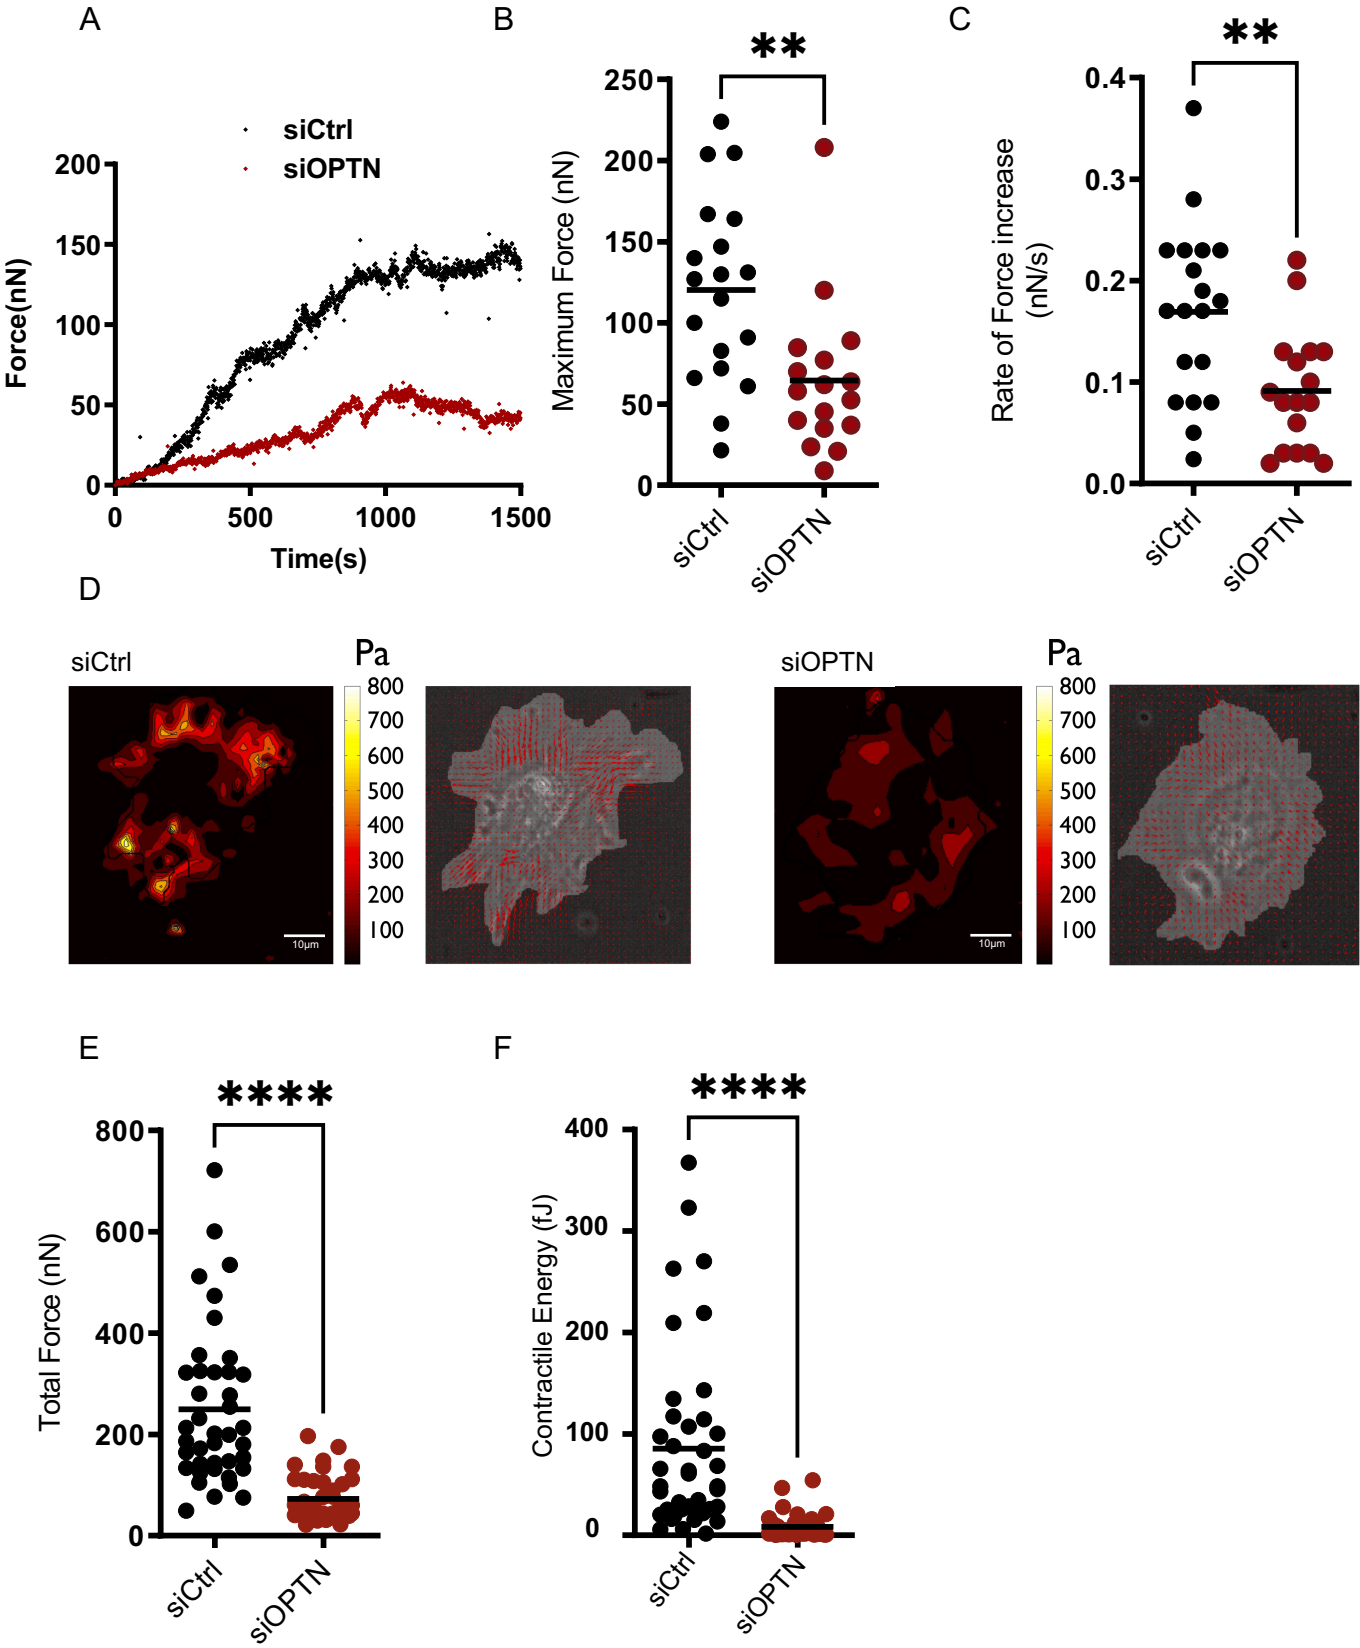 A
siCtrl
siOPTN
200
150
100
50
0
0 500 1000 1500
Force(nN)
Time(s)
B
**
250
200
150
100
50
0
Maximum Force (nN)
siCtrl
siOPTN
C
**
0.4
0.3
0.2
0.1
0.0
Rate of Force increase
(nN/s)
siCtrl
siOPTN
D
siCtrl
Pa
800
700
600
500
400
300
200
100
10µm
siOPTN
Pa
800
700
600
500
400
300
200
100
10µm
E
****
800
600
400
200
0
Total Force (nN)
siCtrl
siOPTN
F
****
400
300
200
100
0
Contractile Energy (fJ)
siCtrl
siOPTN